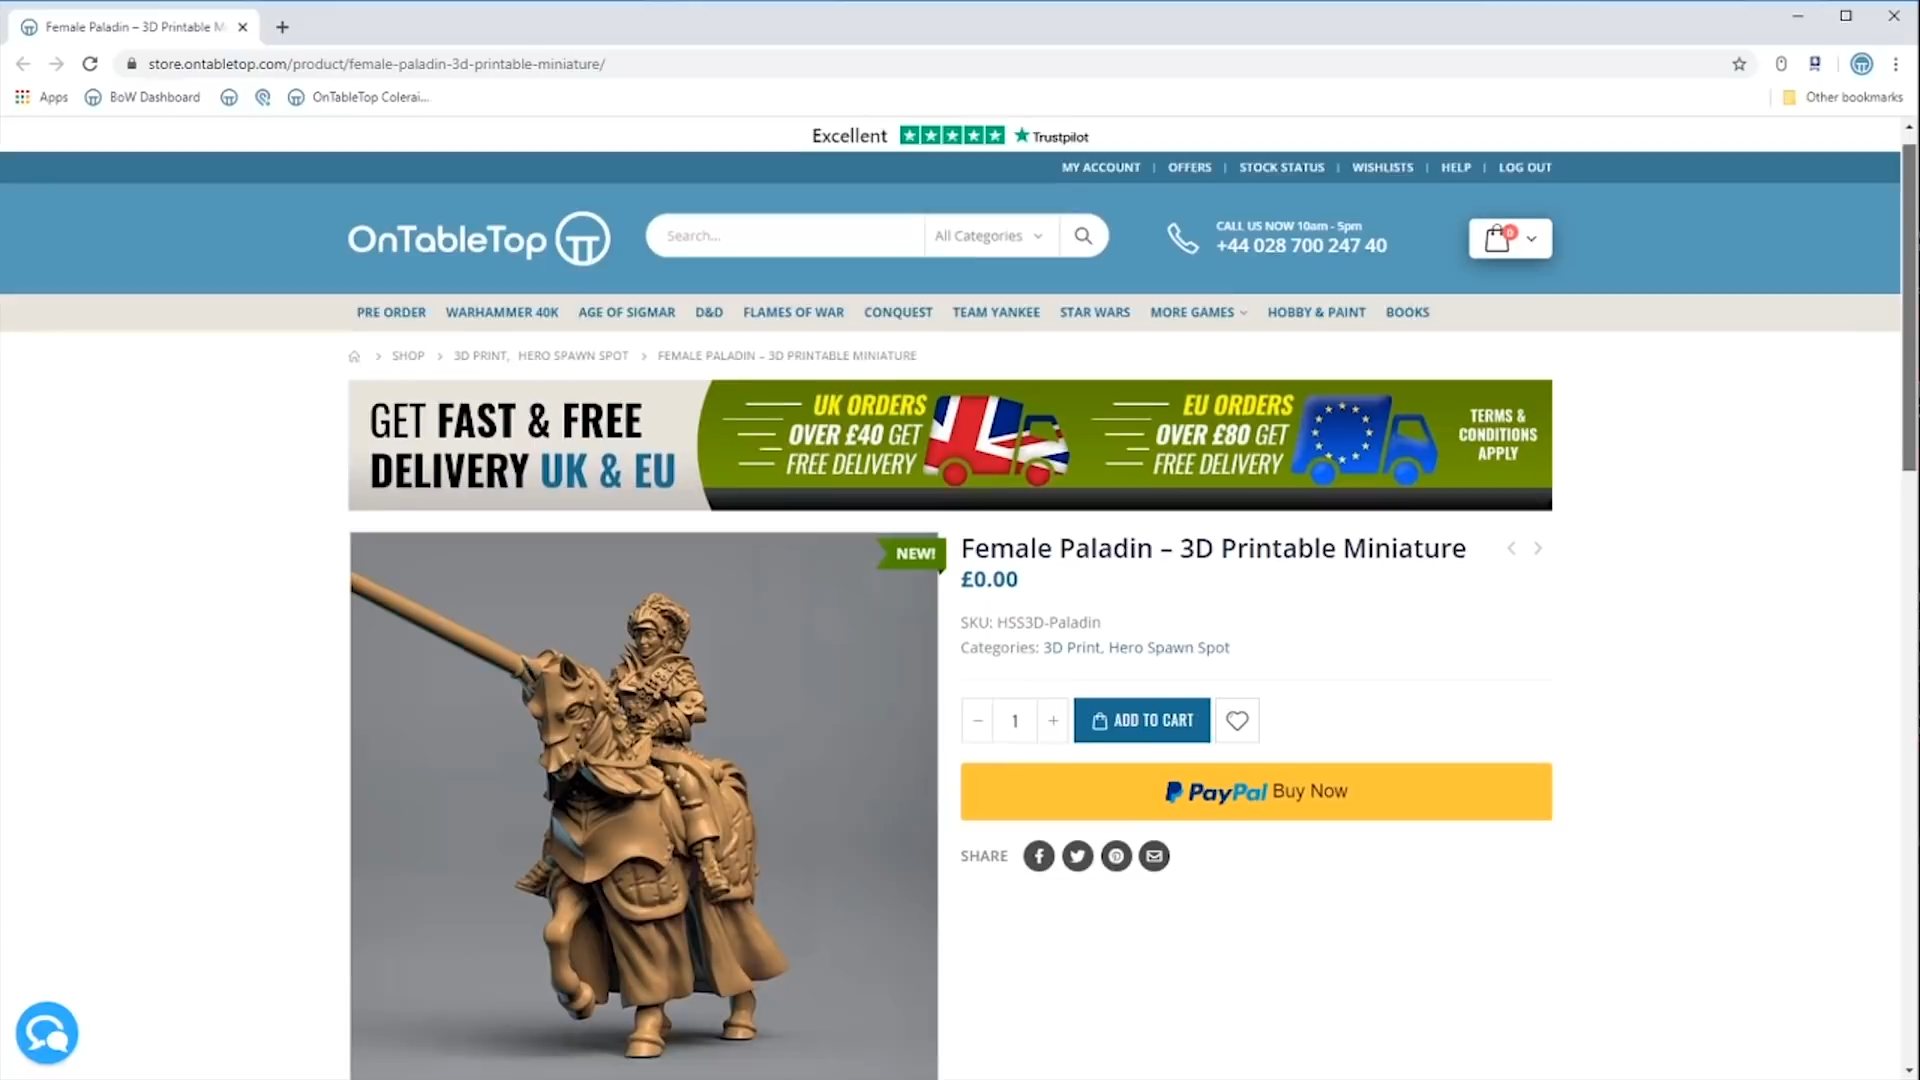 Female Paladin – 3D Printable M
store.ontabletop.com/product/female-paladin-3d-printable-miniature/
Apps BoW Dashboard OnTableTop Colerai... Other bookmarks
Excellent Trustpilot
MY ACCOUNT | OFFERS | STOCK STATUS | WISHLISTS | HELP | LOG OUT
OnTableTop
Search...
All Categories
CALL US NOW 10am - 5pm
+44 028 700 247 40
0
PRE ORDER WARHAMMER 40K AGE OF SIGMAR D&D FLAMES OF WAR CONQUEST TEAM YANKEE STAR WARS MORE GAMES HOBBY & PAINT BOOKS
SHOP > 3D PRINT, HERO SPAWN SPOT > FEMALE PALADIN – 3D PRINTABLE MINIATURE
GET FAST & FREE
DELIVERY UK & EU
UK ORDERS
OVER £40 GET
FREE DELIVERY
EU ORDERS
OVER £80 GET
FREE DELIVERY
TERMS &
CONDITIONS
APPLY
NEW!
Female Paladin – 3D Printable Miniature
£0.00
SKU: HSS3D-Paladin
Categories: 3D Print, Hero Spawn Spot
- 1 + ADD TO CART
PayPal Buy Now
SHARE